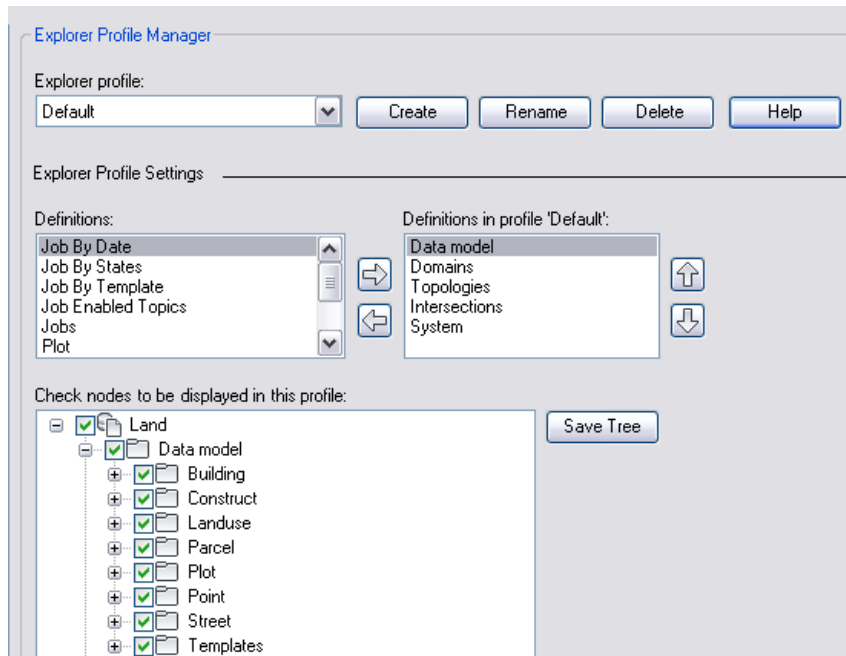 Explorer Profile Manager
Explorer profile:
Default
Create
Rename
Delete
Help
Explorer Profile Settings
Definitions:
Job By Date
Job By States
Job By Template
Job Enabled Topics
Jobs
Plot
Definitions in profile 'Default':
Data model
Domains
Topologies
Intersections
System
Check nodes to be displayed in this profile:
Land
Data model
Building
Construct
Landuse
Parcel
Plot
Point
Street
Templates
Save Tree